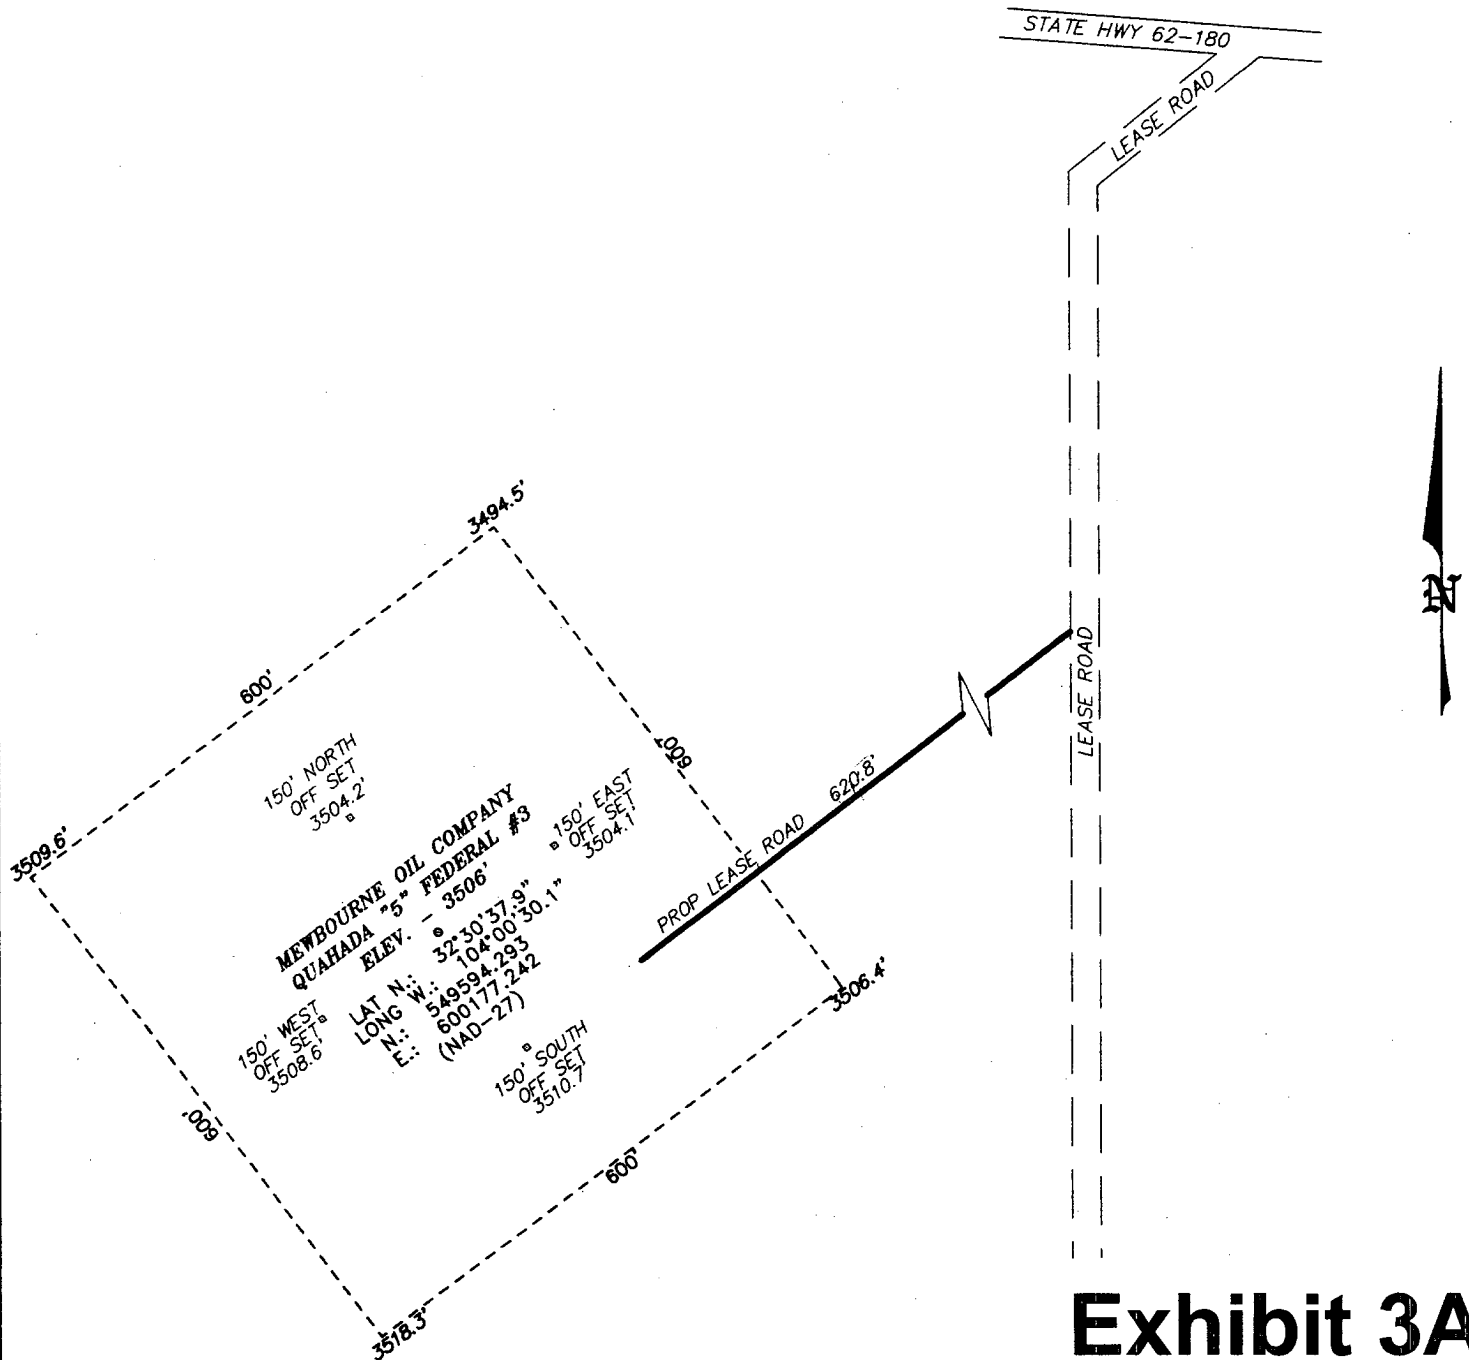 STATE HWY 62-180
LEASE ROAD
3494.5'
600'
600'
150' NORTH
OFF SET
3504.2'
3509.6'
MEWBOURNE OIL COMPANY
QUAHADA "5" FEDERAL #3
ELEV. - 3506'
LAT N.: 32°30'37.9"
LONG W.: 104°00'30.1"
N.: 549594.293
E.: 600177.242
(NAD-27)
150' EAST
OFF SET
3504.1'
LEASE ROAD
620.8'
PROP LEASE ROAD
3506.4'
150' WEST
OFF SET
3508.6'
150' SOUTH
OFF SET
3510.7'
600'
600'
3518.3'
N
Exhibit 3A